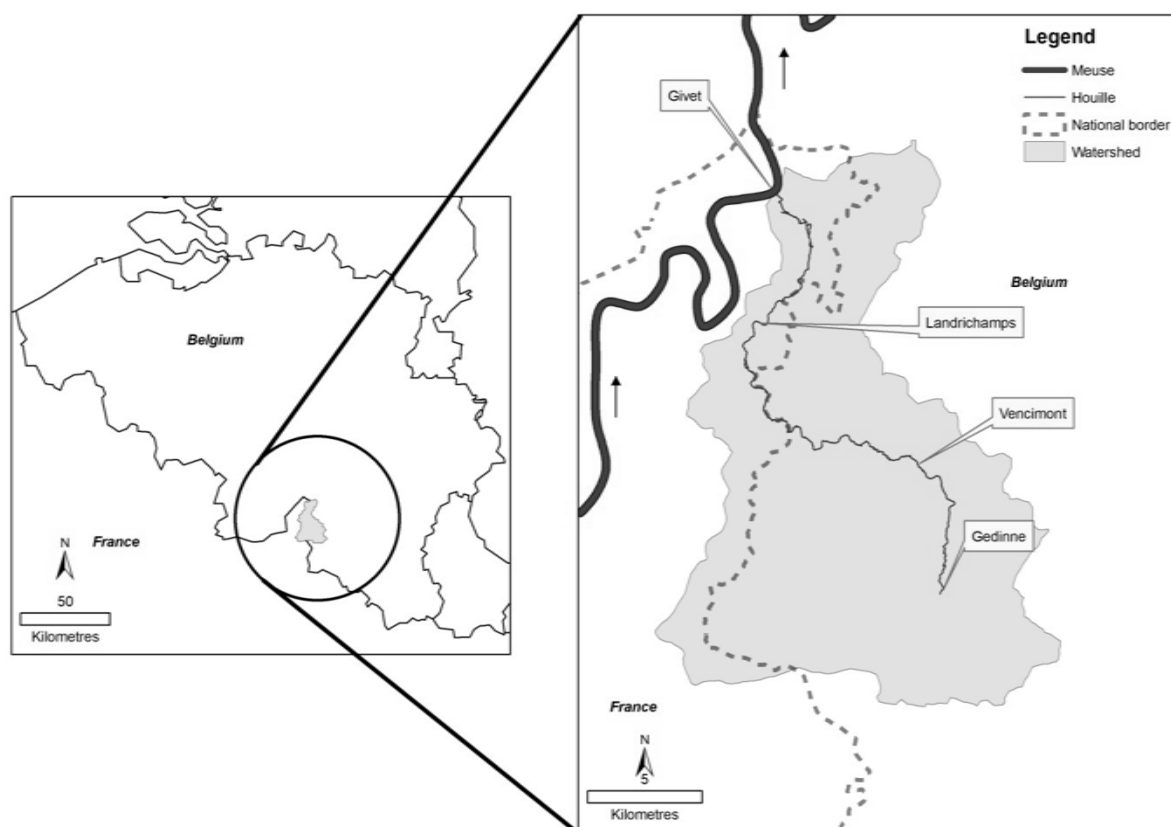 Belgium
France
N
50
Kilometres
Legend
Meuse
Houille
National border
Watershed
Givet
Belgium
Landrichamps
Vencimont
Gedinne
France
N
5
Kilometres